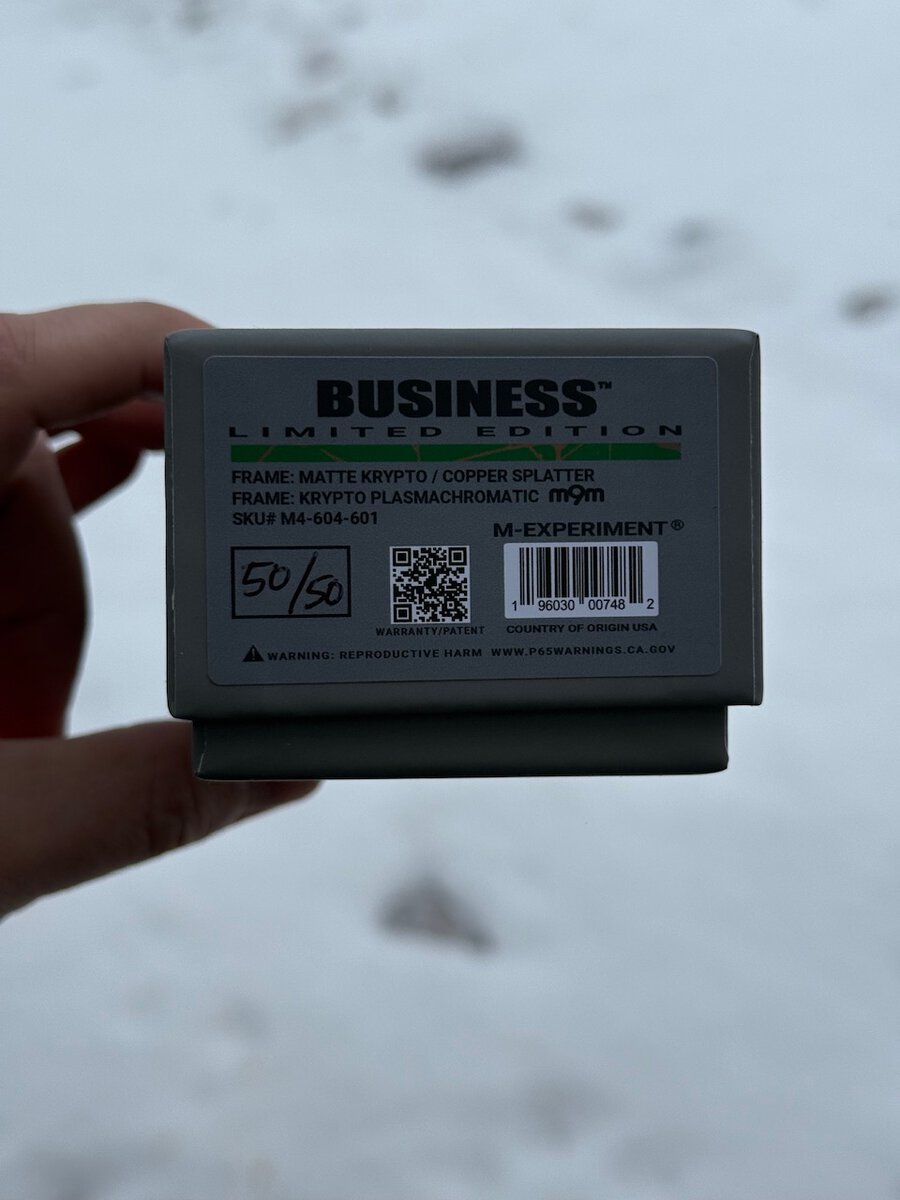 BUSINESS™
LIMITED EDITION
FRAME: MATTE KRYPTO / COPPER SPLATTER
FRAME: KRYPTO PLASMACHROMATIC m9m
SKU# M4-604-601
M-EXPERIMENT®
50/50
1 96030 00748 2
WARRANTY/PATENT
COUNTRY OF ORIGIN USA
WARNING: REPRODUCTIVE HARM WWW.P65WARNINGS.CA.GOV